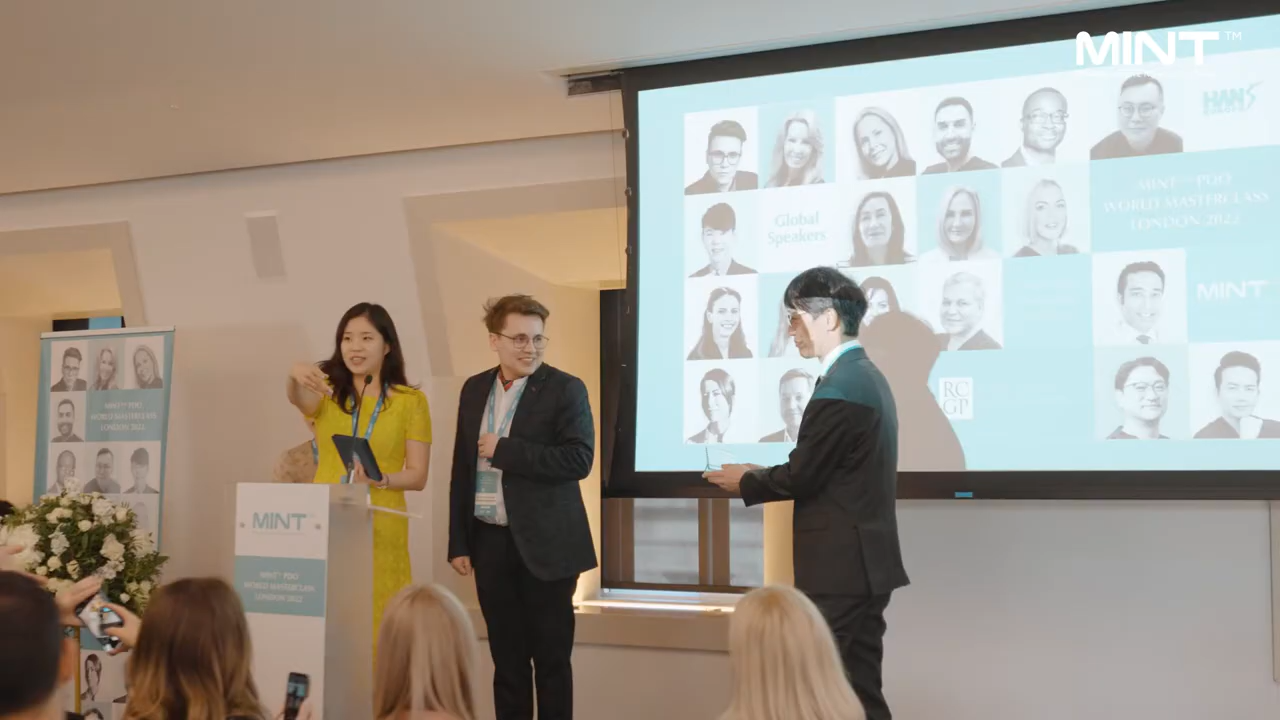 MINT™
HANS
Global
Speakers
MINT™ PDO
WORLD MASTERCLASS
LONDON 2022
MINT
RC
GP
MINT™ PDO
WORLD MASTERCLASS
LONDON 2022
MINT
MINT™ PDO
WORLD MASTERCLASS
LONDON 2022